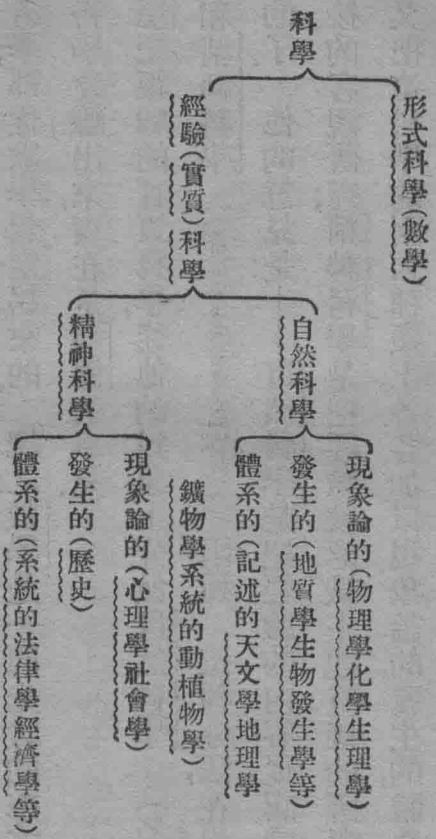 科學
形式科學(數學)
經驗(實質)科學
自然科學
現象論的(物理學化學生理學)
發生的(地質學生物發生學等)
體系的(記述的天文學地理學
鑛物學系統的動植物學)
精神科學
現象論的(心理學社會學)
發生的(歷史)
體系的(系統的法律學經濟學等)